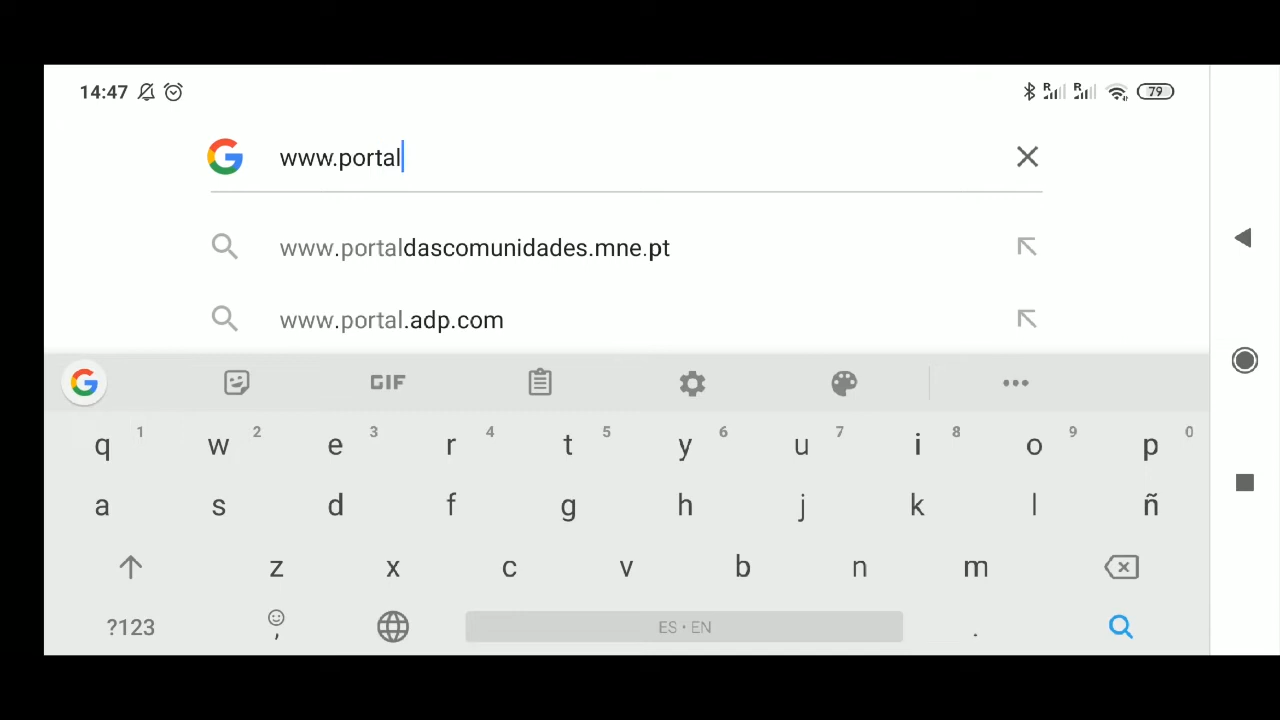 14:47 R R 79
www.portal
www.portaldascomunidades.mne.pt
www.portal.adp.com
GIF
q 1 w 2 e 3 r 4 t 5 y 6 u 7 i 8 o 9 p 0
a s d f g h j k l ñ
z x c v b n m
?123 , ES • EN .